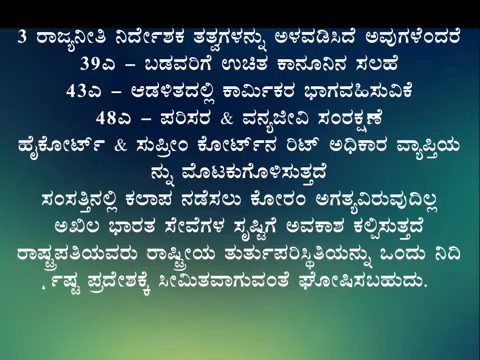 3 ರಾಜ್ಯನೀತಿ ನಿರ್ದೇಶಕ ತತ್ವಗಳನ್ನು ಅಳವಡಿಸಿದೆ ಅವುಗಳೆಂದರೆ
39ಎ – ಬಡವರಿಗೆ ಉಚಿತ ಕಾನೂನಿನ ಸಲಹೆ
43ಎ – ಆಡಳಿತದಲ್ಲಿ ಕಾರ್ಮಿಕರ ಭಾಗವಹಿಸುವಿಕೆ
48ಎ – ಪರಿಸರ & ವನ್ಯಜೀವಿ ಸಂರಕ್ಷಣೆ
ಹೈಕೋರ್ಟ್ & ಸುಪ್ರೀಂ ಕೋರ್ಟ್‌ನ ರಿಟ್ ಅಧಿಕಾರ ವ್ಯಾಪ್ತಿಯ
ನ್ನು ಮೊಟಕುಗೊಳಿಸುತ್ತದೆ
ಸಂಸತ್ತಿನಲ್ಲಿ ಕಲಾಪ ನಡೆಸಲು ಕೋರಂ ಅಗತ್ಯವಿರುವುದಿಲ್ಲ
ಅಖಿಲ ಭಾರತ ಸೇವೆಗಳ ಸೃಷ್ಟಿಗೆ ಅವಕಾಶ ಕಲ್ಪಿಸುತ್ತದೆ
ರಾಷ್ಟ್ರಪತಿಯವರು ರಾಷ್ಟ್ರೀಯ ತುರ್ತುಪರಿಸ್ಥಿತಿಯನ್ನು ಒಂದು ನಿದಿ
ರ್ಷ್ಟ ಪ್ರದೇಶಕ್ಕೆ ಸೀಮಿತವಾಗುವಂತೆ ಘೋಷಿಸಬಹುದು.